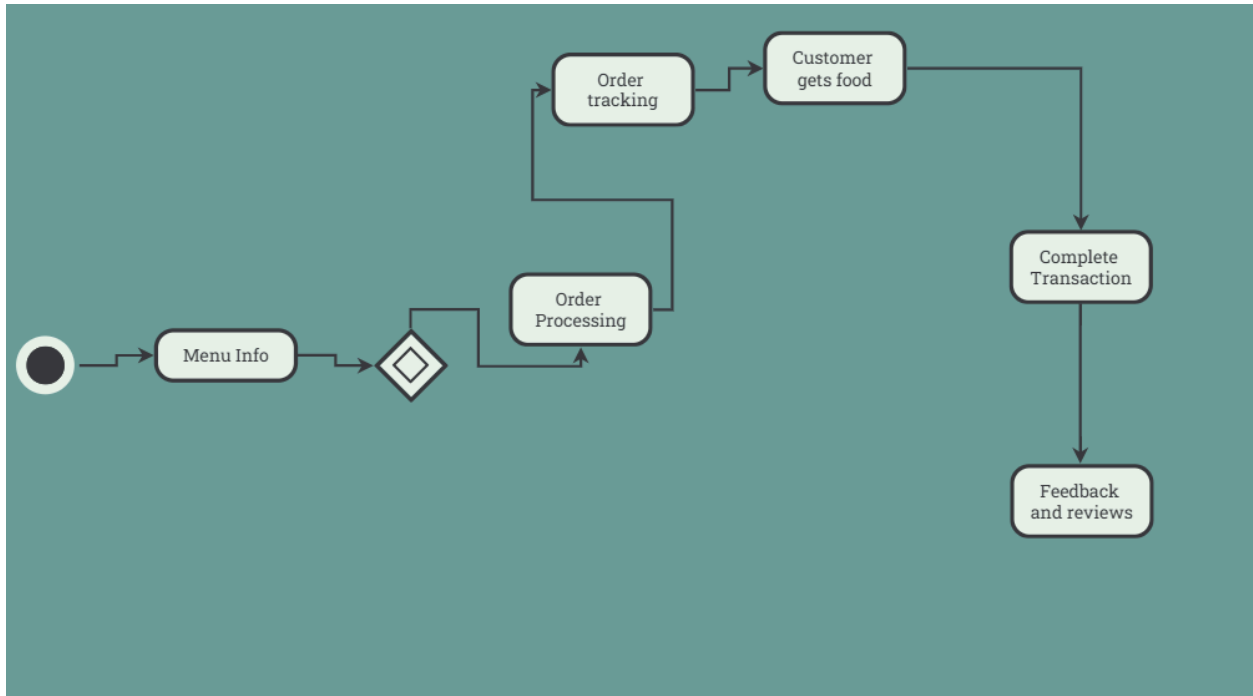 Menu Info
Order
Processing
Order
tracking
Customer
gets food
Complete
Transaction
Feedback
and reviews